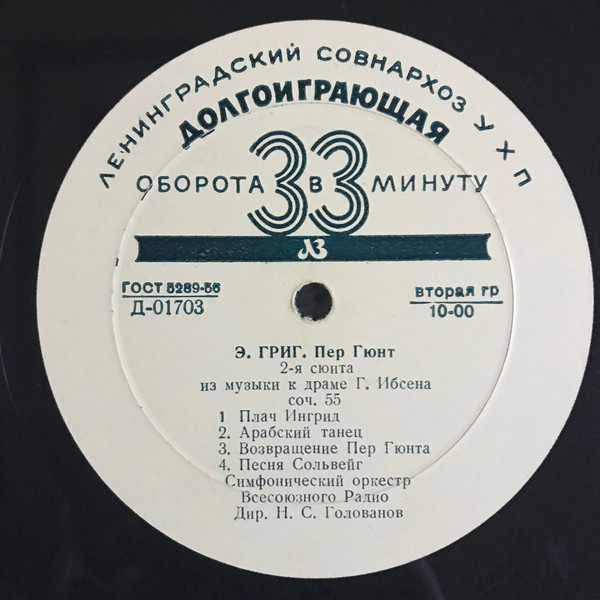 ЛЕНИНГРАДСКИЙ СОВНАРХОЗ УХП
ДОЛГОИГРАЮЩАЯ
ОБОРОТА 33 В МИНУТУ
ЛЗ
ГОСТ 5289-56
Д-01703
вторая гр
10-00
Э. ГРИГ. Пер Гюнт
2-я сюита
из музыки к драме Г. Ибсена
соч. 55
1 Плач Ингрид
2. Арабский танец
3. Возвращение Пер Гюнта
4. Песня Сольвейг
Симфонический оркестр
Всесоюзного Радио
Дир. Н. С. Голованов